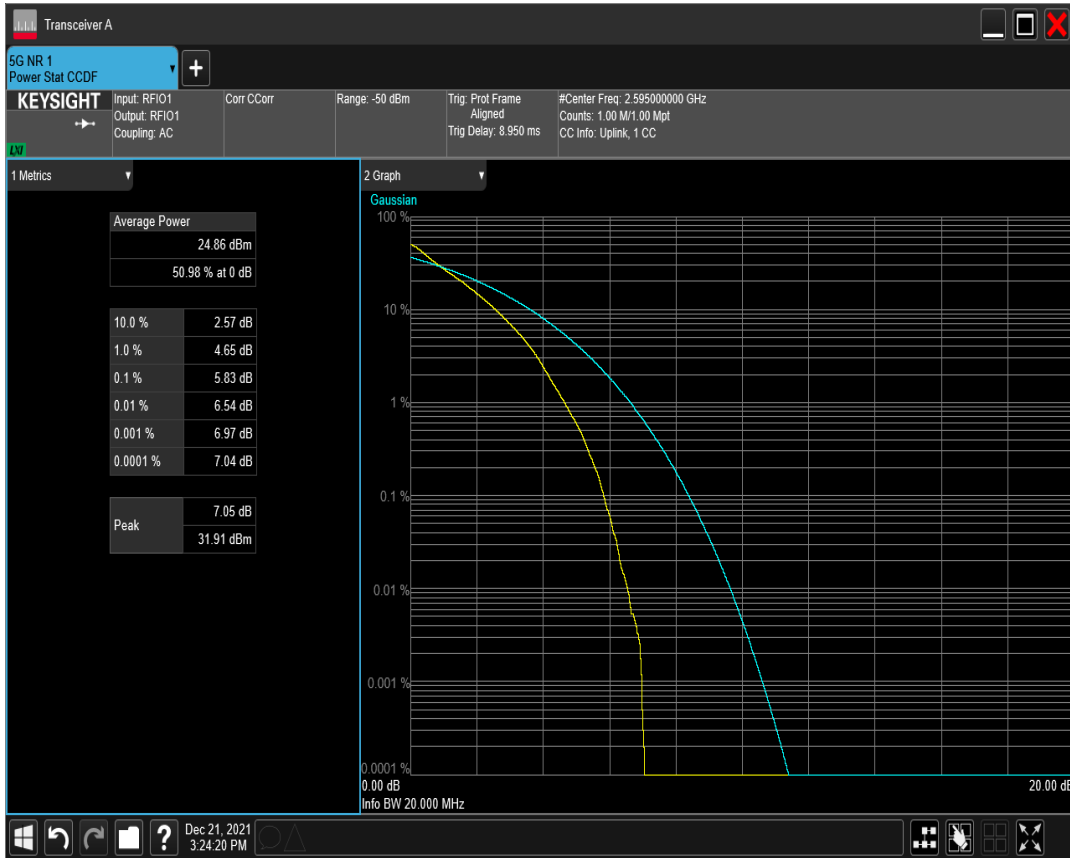 Transceiver A
5G NR 1
Power Stat CCDF
KEYSIGHT
LXI
Input: RFIO1
Output: RFIO1
Coupling: AC
Corr CCorr
Range: -50 dBm
Trig: Prot Frame
Aligned
Trig Delay: 8.950 ms
#Center Freq: 2.595000000 GHz
Counts: 1.00 M/1.00 Mpt
CC Info: Uplink, 1 CC
1 Metrics
Average Power
24.86 dBm
50.98 % at 0 dB
10.0 % 2.57 dB
1.0 % 4.65 dB
0.1 % 5.83 dB
0.01 % 6.54 dB
0.001 % 6.97 dB
0.0001 % 7.04 dB
Peak
7.05 dB
31.91 dBm
2 Graph
Gaussian
100 %
10 %
1 %
0.1 %
0.01 %
0.001 %
0.0001 %
0.00 dB 20.00 dB
Info BW 20.000 MHz
?
Dec 21, 2021
3:24:20 PM